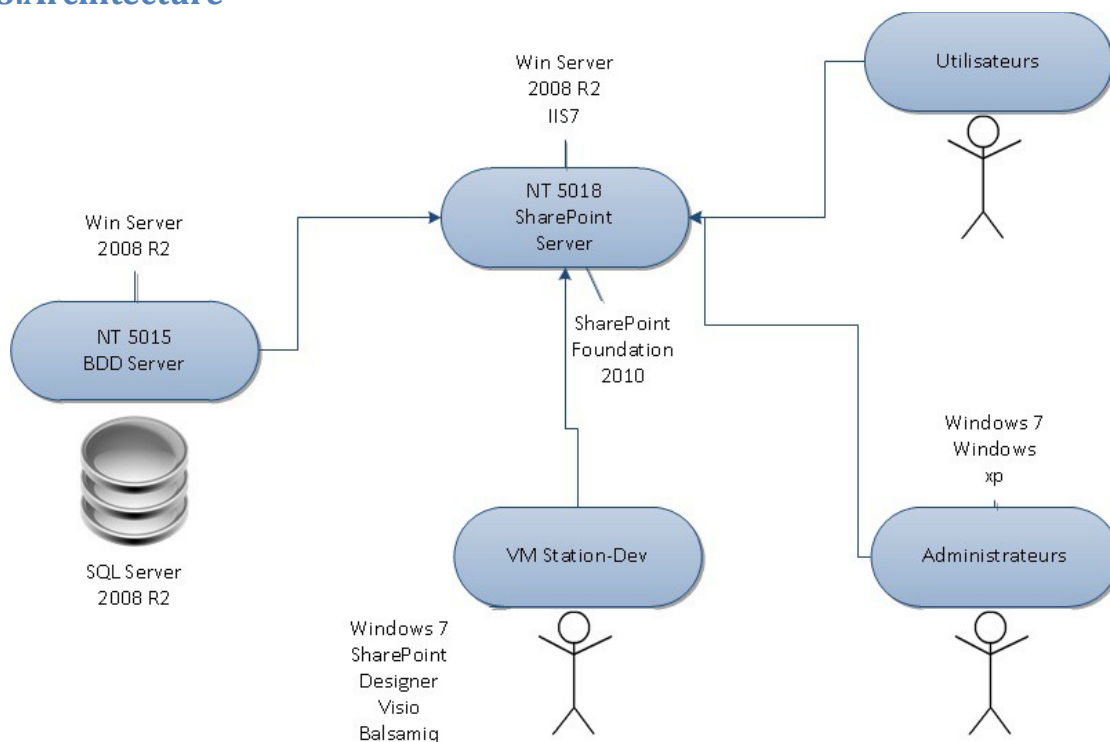 Architecture
Win Server
2008 R2
IIS7
Utilisateurs
NT 5018
SharePoint
Server
Win Server
2008 R2
NT 5015
BDD Server
SharePoint
Foundation
2010
SQL Server
2008 R2
Windows 7
Windows
xp
VM Station-Dev
Administrateurs
Windows 7
SharePoint
Designer
Visio
Balsamiq